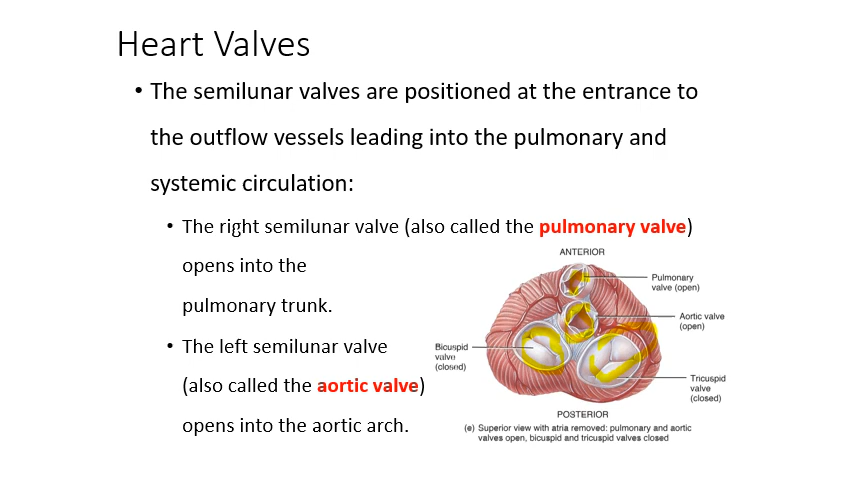 Heart Valves
• The semilunar valves are positioned at the entrance to
the outflow vessels leading into the pulmonary and
systemic circulation:
• The right semilunar valve (also called the pulmonary valve)
opens into the
pulmonary trunk.
• The left semilunar valve
(also called the aortic valve)
opens into the aortic arch.
ANTERIOR
Pulmonary
valve (open)
Aortic valve
(open)
Bicuspid
valve
(closed)
Tricuspid
valve
(closed)
POSTERIOR
(e) Superior view with atria removed: pulmonary and aortic
valves open, bicuspid and tricuspid valves closed